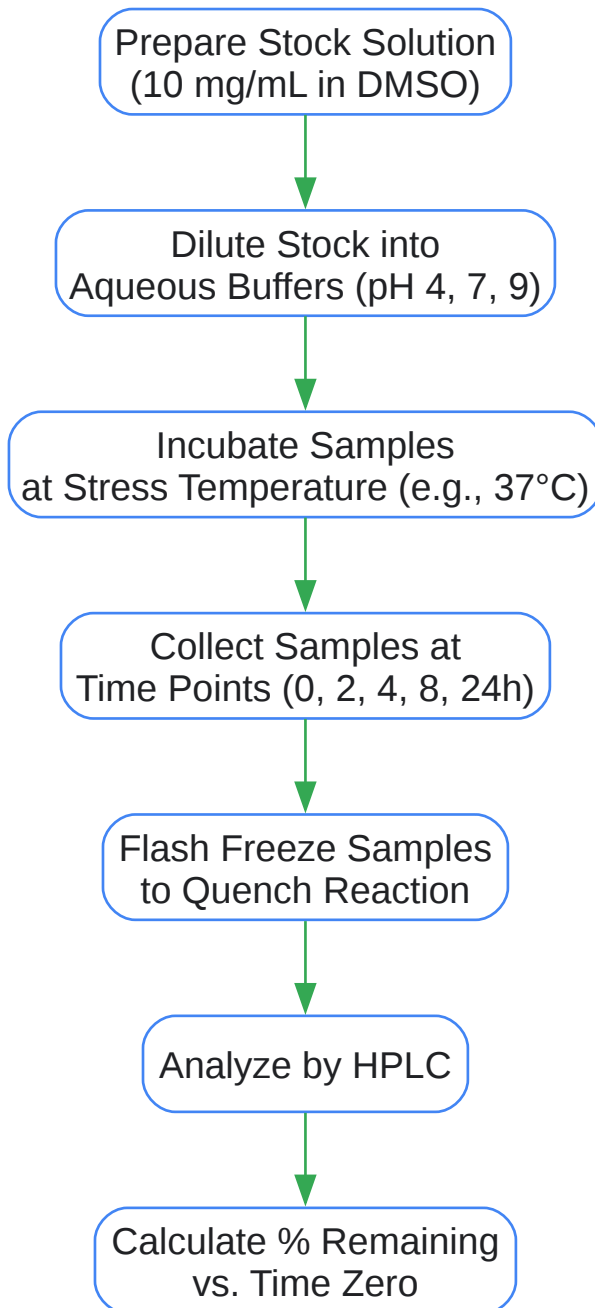 Prepare Stock Solution
(10 mg/mL in DMSO)
Dilute Stock into
Aqueous Buffers (pH 4, 7, 9)
Incubate Samples
at Stress Temperature (e.g., 37°C)
Collect Samples at
Time Points (0, 2, 4, 8, 24h)
Flash Freeze Samples
to Quench Reaction
Analyze by HPLC
Calculate % Remaining
vs. Time Zero